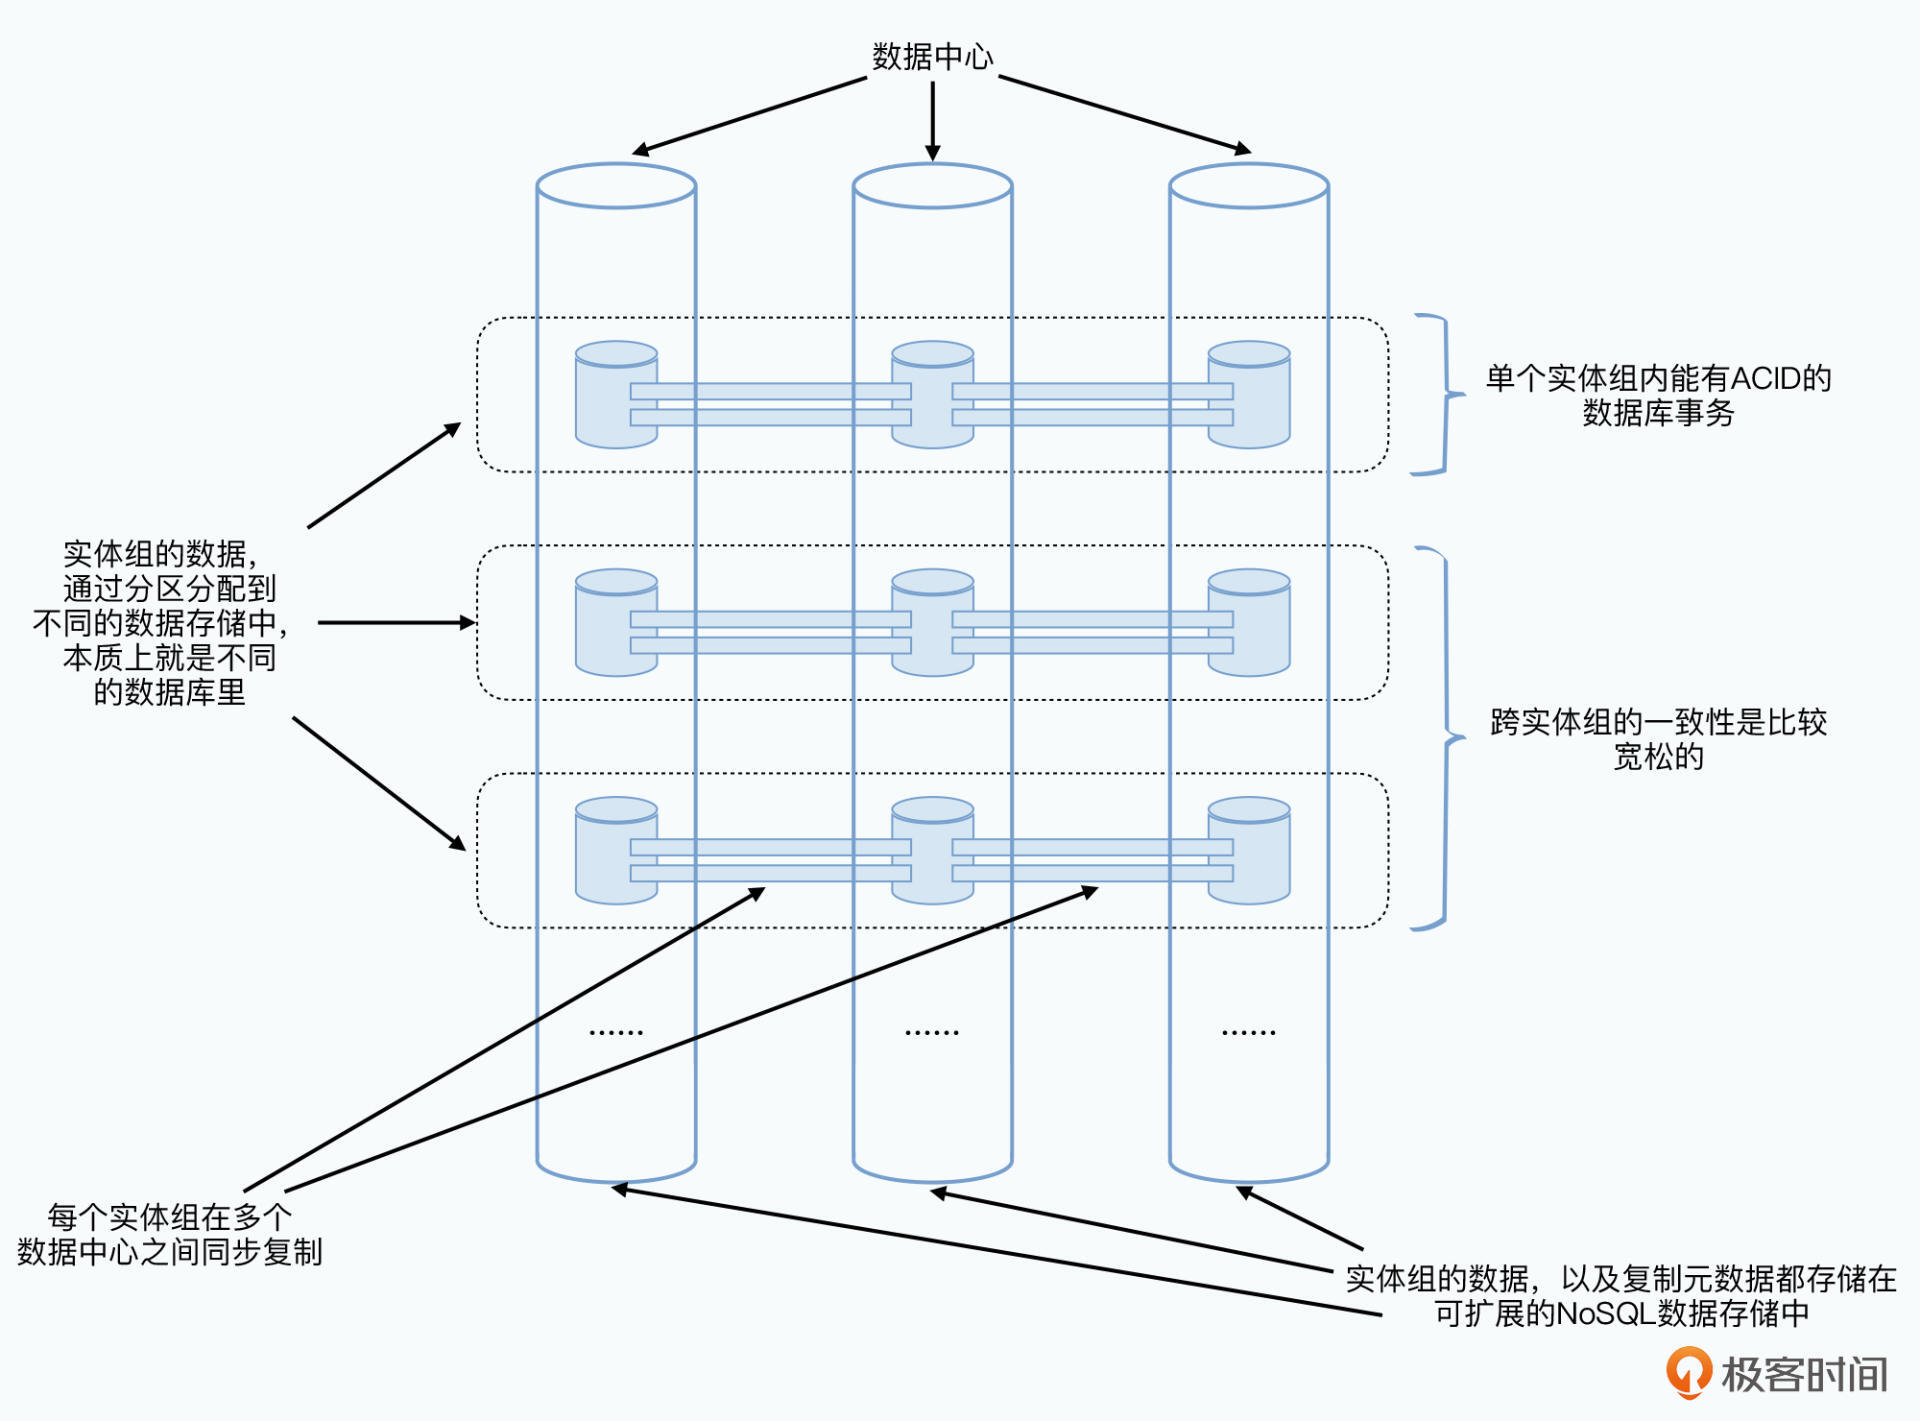 数据中心
单个实体组内能有ACID的
数据库事务
实体组的数据，
通过分区分配到
不同的数据存储中，
本质上就是不同
的数据库里
跨实体组的一致性是比较
宽松的
......
......
......
每个实体组在多个
数据中心之间同步复制
实体组的数据，以及复制元数据都存储在
可扩展的NoSQL数据存储中
极客时间